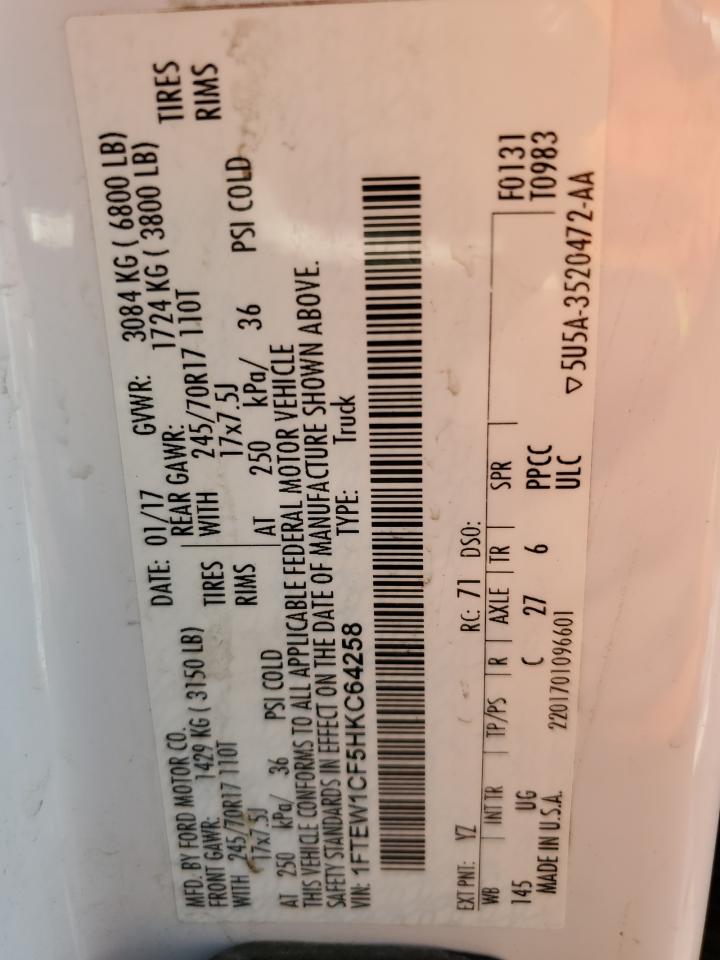 MFD. BY FORD MOTOR CO.
DATE: 01/17 GVWR: 3084 KG ( 6800 LB)
FRONT GAWR: 1429 KG ( 3150 LB) REAR GAWR: 1724 KG ( 3800 LB)
WITH 245/70R17 110T TIRES WITH 245/70R17 110T TIRES
17x7.5J RIMS 17x7.5J RIMS
AT 250 kPa/ 36 PSI COLD AT 250 kPa/ 36 PSI COLD
THIS VEHICLE CONFORMS TO ALL APPLICABLE FEDERAL MOTOR VEHICLE
SAFETY STANDARDS IN EFFECT ON THE DATE OF MANUFACTURE SHOWN ABOVE.
VIN: 1FTEW1CF5HKC64258 TYPE: Truck
EXT PNT: YZ RC: 71 DSO: F0131
T0983
WB INT TR TP/PS R AXLE TR SPR
145 UG C 27 6 PPCC
ULC
MADE IN U.S.A. 2201701096601 ▽5U5A-3520472-AA